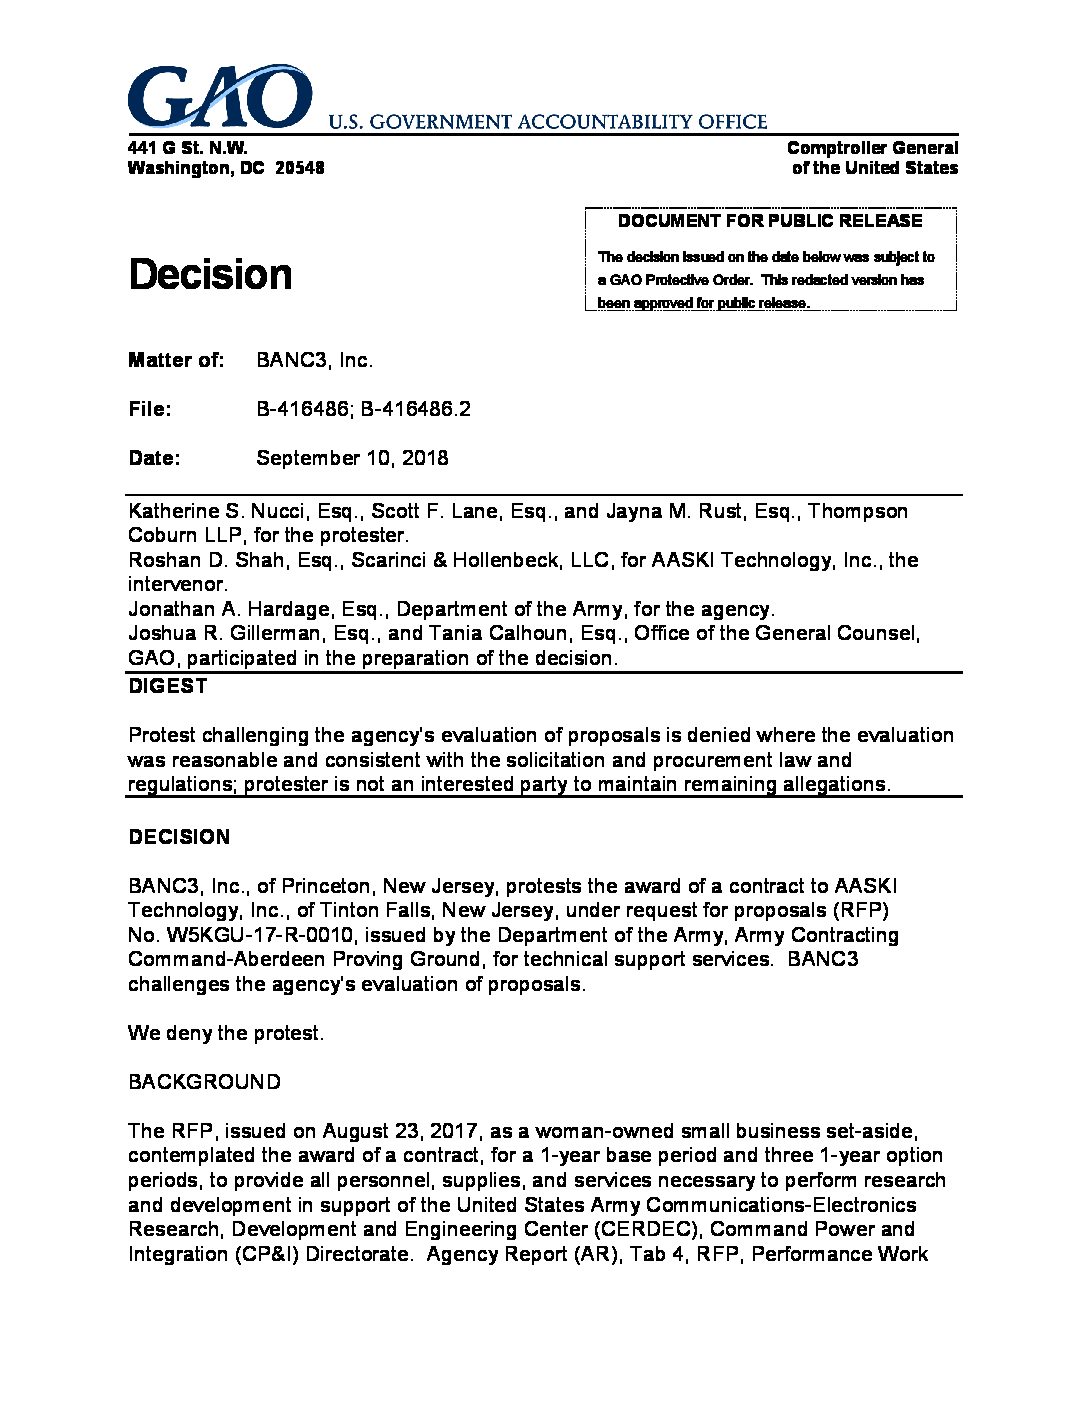 GAO
U.S. GOVERNMENT ACCOUNTABILITY OFFICE
441 G St. N.W.
Washington, DC  20548
Comptroller General
of the United States
DOCUMENT FOR PUBLIC RELEASE
The decision issued on the date below was subject to
a GAO Protective Order.  This redacted version has
been approved for public release.
Decision
Matter of: BANC3, Inc.
File: B-416486; B-416486.2
Date: September 10, 2018
Katherine S. Nucci, Esq., Scott F. Lane, Esq., and Jayna M. Rust, Esq., Thompson
Coburn LLP, for the protester.
Roshan D. Shah, Esq., Scarinci & Hollenbeck, LLC, for AASKI Technology, Inc., the
intervenor.
Jonathan A. Hardage, Esq., Department of the Army, for the agency.
Joshua R. Gillerman, Esq., and Tania Calhoun, Esq., Office of the General Counsel,
GAO, participated in the preparation of the decision.
DIGEST
Protest challenging the agency's evaluation of proposals is denied where the evaluation
was reasonable and consistent with the solicitation and procurement law and
regulations; protester is not an interested party to maintain remaining allegations.
DECISION
BANC3, Inc., of Princeton, New Jersey, protests the award of a contract to AASKI
Technology, Inc., of Tinton Falls, New Jersey, under request for proposals (RFP)
No. W5KGU-17-R-0010, issued by the Department of the Army, Army Contracting
Command-Aberdeen Proving Ground, for technical support services.  BANC3
challenges the agency's evaluation of proposals.
We deny the protest.
BACKGROUND
The RFP, issued on August 23, 2017, as a woman-owned small business set-aside,
contemplated the award of a contract, for a 1-year base period and three 1-year option
periods, to provide all personnel, supplies, and services necessary to perform research
and development in support of the United States Army Communications-Electronics
Research, Development and Engineering Center (CERDEC), Command Power and
Integration (CP&I) Directorate.  Agency Report (AR), Tab 4, RFP, Performance Work